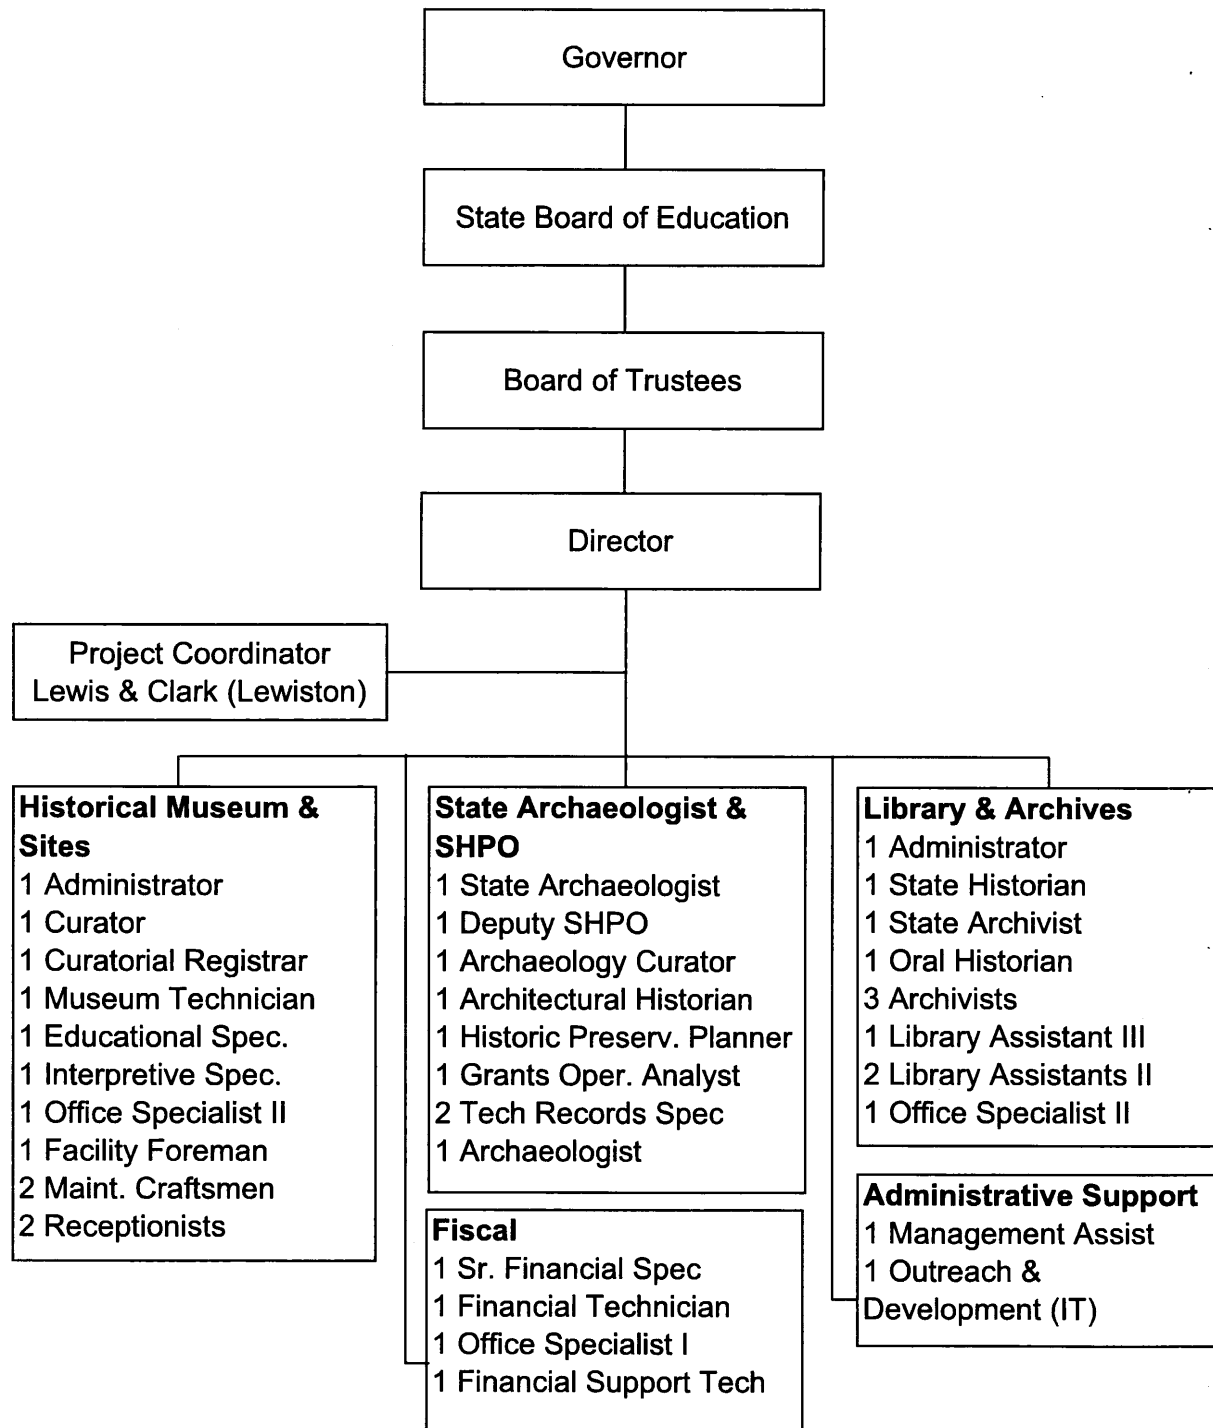 Governor
State Board of Education
Board of Trustees
Director
Project Coordinator
Lewis & Clark (Lewiston)
Historical Museum &
Sites
1 Administrator
1 Curator
1 Curatorial Registrar
1 Museum Technician
1 Educational Spec.
1 Interpretive Spec.
1 Office Specialist II
1 Facility Foreman
2 Maint. Craftsmen
2 Receptionists
State Archaeologist &
SHPO
1 State Archaeologist
1 Deputy SHPO
1 Archaeology Curator
1 Architectural Historian
1 Historic Preserv. Planner
1 Grants Oper. Analyst
2 Tech Records Spec
1 Archaeologist
Fiscal
1 Sr. Financial Spec
1 Financial Technician
1 Office Specialist I
1 Financial Support Tech
Library & Archives
1 Administrator
1 State Historian
1 State Archivist
1 Oral Historian
3 Archivists
1 Library Assistant III
2 Library Assistants II
1 Office Specialist II
Administrative Support
1 Management Assist
1 Outreach &
Development (IT)